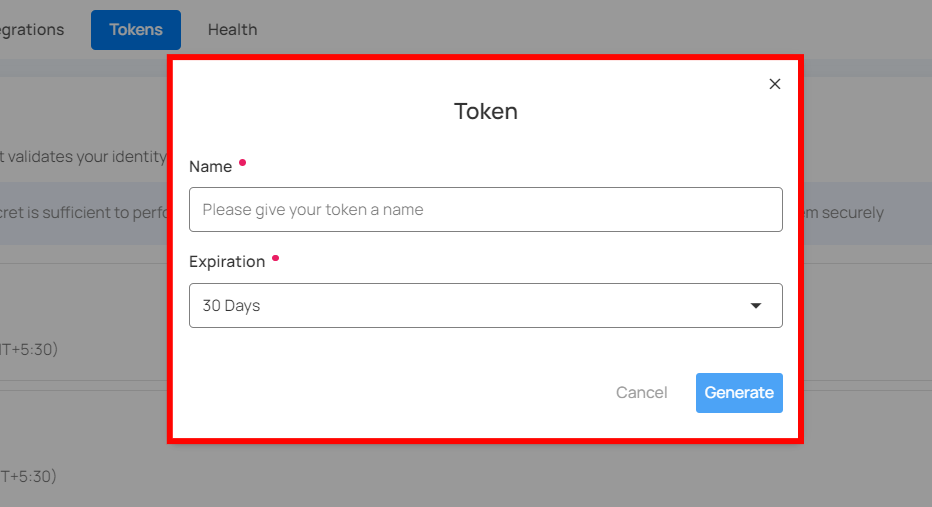 egrations Tokens Health
Token
t validates your identity
Name
cret is sufficient to perfo
Please give your token a name
m securely
Expiration
30 Days
MT+5:30)
Cancel Generate
T+5:30)